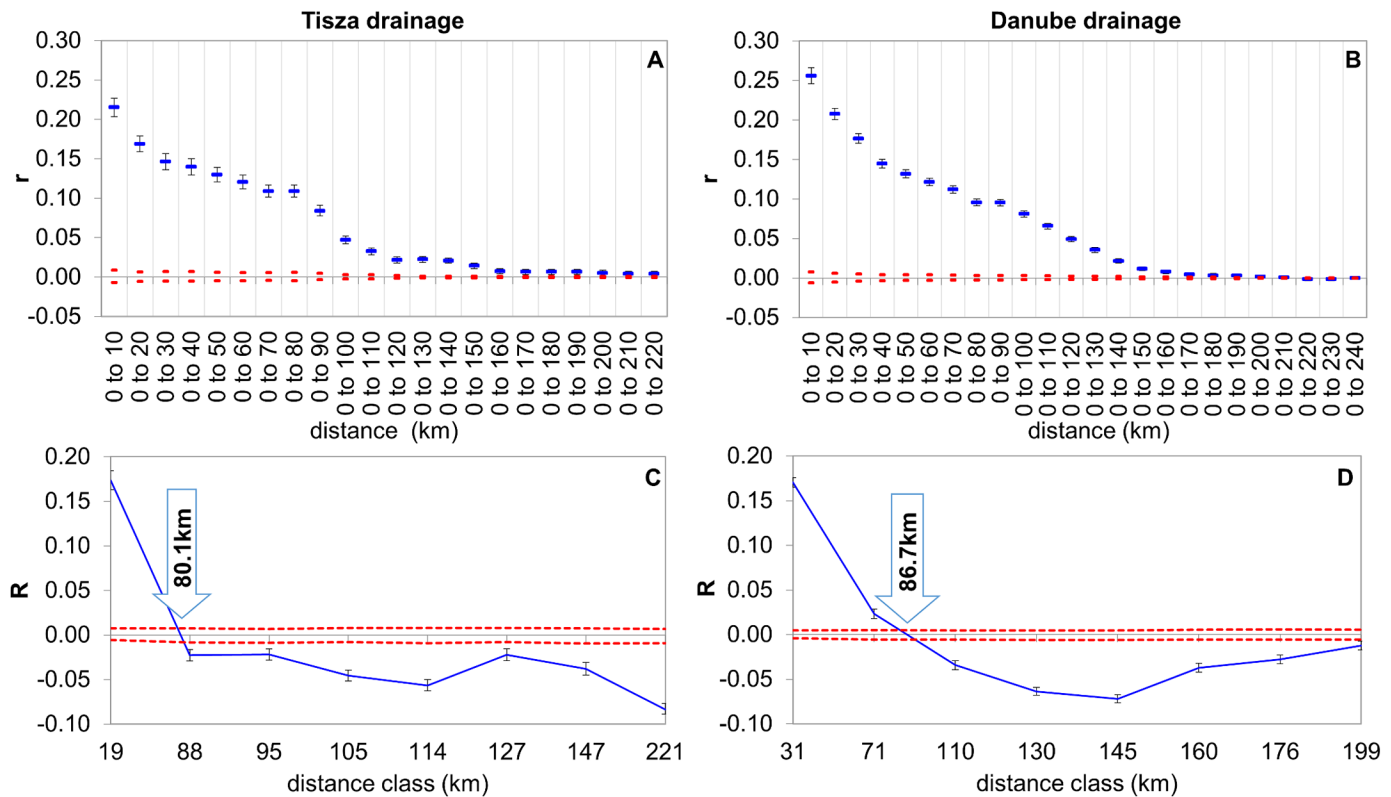 Tisza drainage
A
r
0.30
0.25
0.20
0.15
0.10
0.05
0.00
-0.05
0 to 10
0 to 20
0 to 30
0 to 40
0 to 50
0 to 60
0 to 70
0 to 80
0 to 90
0 to 100
0 to 110
0 to 120
0 to 130
0 to 140
0 to 150
0 to 160
0 to 170
0 to 180
0 to 190
0 to 200
0 to 210
0 to 220
distance (km)
Danube drainage
B
r
0.30
0.25
0.20
0.15
0.10
0.05
0.00
-0.05
0 to 10
0 to 20
0 to 30
0 to 40
0 to 50
0 to 60
0 to 70
0 to 80
0 to 90
0 to 100
0 to 110
0 to 120
0 to 130
0 to 140
0 to 150
0 to 160
0 to 170
0 to 180
0 to 190
0 to 200
0 to 210
0 to 220
0 to 230
0 to 240
distance (km)
C
R
0.20
0.15
0.10
0.05
0.00
-0.05
-0.10
80.1km
19 88 95 105 114 127 147 221
distance class (km)
D
R
0.20
0.15
0.10
0.05
0.00
-0.05
-0.10
86.7km
31 71 110 130 145 160 176 199
distance class (km)